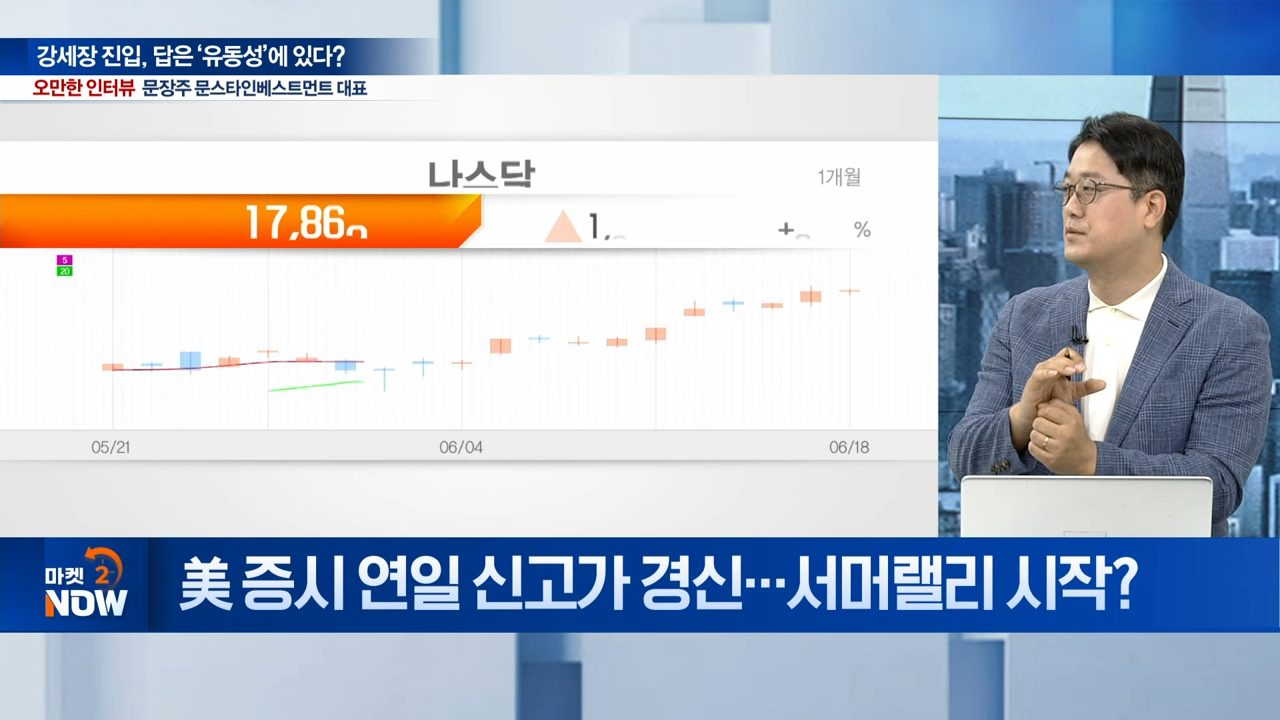 강세장 진입, 답은 ‘유동성’에 있다?
오만한 인터뷰 문장주 문스타인베스트먼트 대표
나스닥
1개월
17,86
▲ 1,
+ %
5
20
05/21 06/04 06/18
마켓 2
NOW
美 증시 연일 신고가 경신…서머랠리 시작?